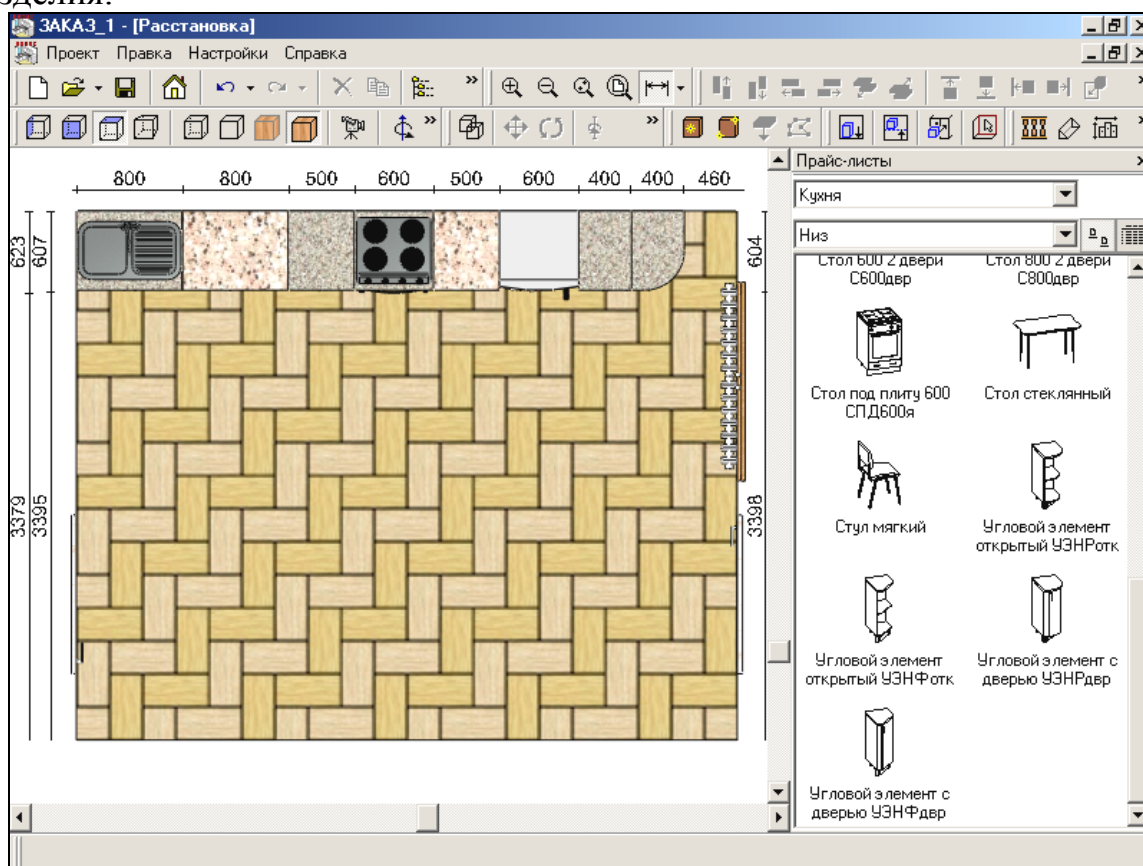 зделия.
ЗАКАЗ_1 - [Расстановка]
Проект Правка Настройки Справка
Прайс-листы
Кухня
Низ
800 800 500 600 500 600 400 400 460
623
607
604
3379
3395
3398
Стол 600 2 двери
С600двр
Стол 800 2 двери
С800двр
Стол под плиту 600
СПД600я
Стол стеклянный
Стул мягкий
Угловой элемент
открытый УЭНРотк
Угловой элемент
открытый УЭНФотк
Угловой элемент с
дверью УЭНРдвр
Угловой элемент с
дверью УЭНФдвр